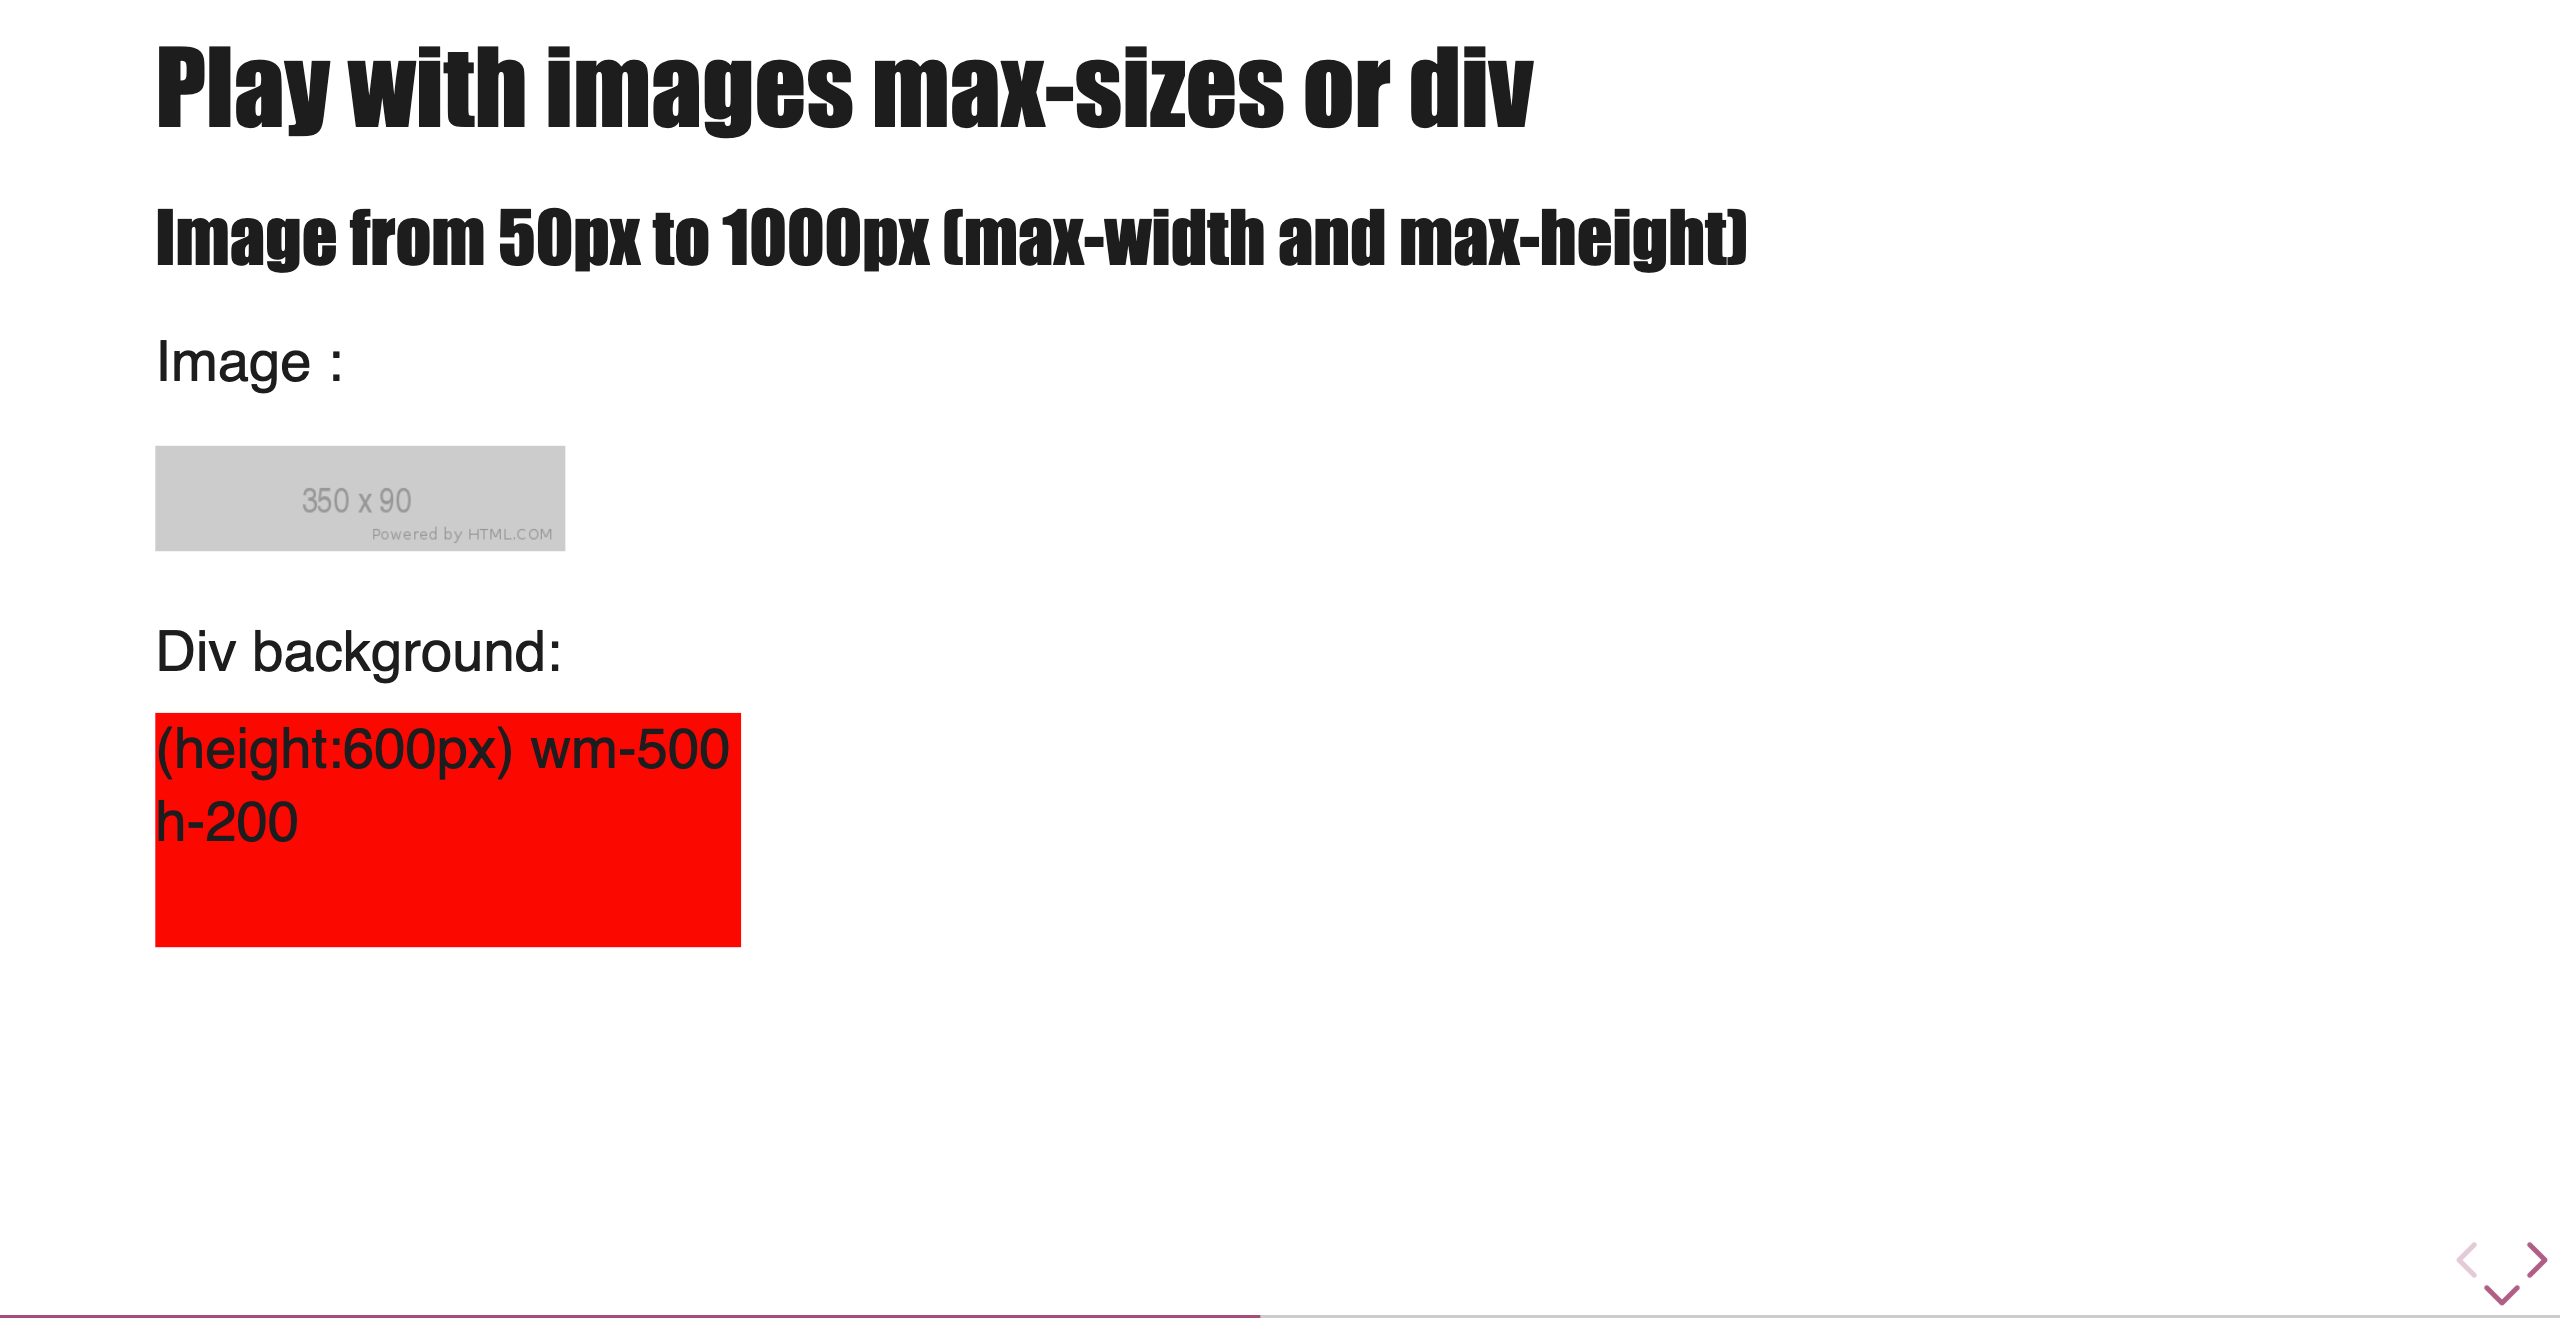 Play with images max-sizes or div
Image from 50px to 1000px (max-width and max-height)
Image :
350 x 90
Powered by HTML.COM
Div background:
(height:600px) wm-500
h-200